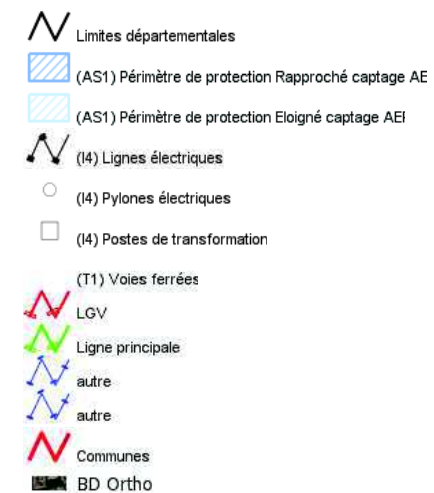 Limites départementales
(AS1) Périmètre de protection Rapproché captage AE
(AS1) Périmètre de protection Eloigné captage AEI
(I4) Lignes électriques
(I4) Pylones électriques
(I4) Postes de transformation
(T1) Voies ferrées
LGV
Ligne principale
autre
autre
Communes
BD Ortho